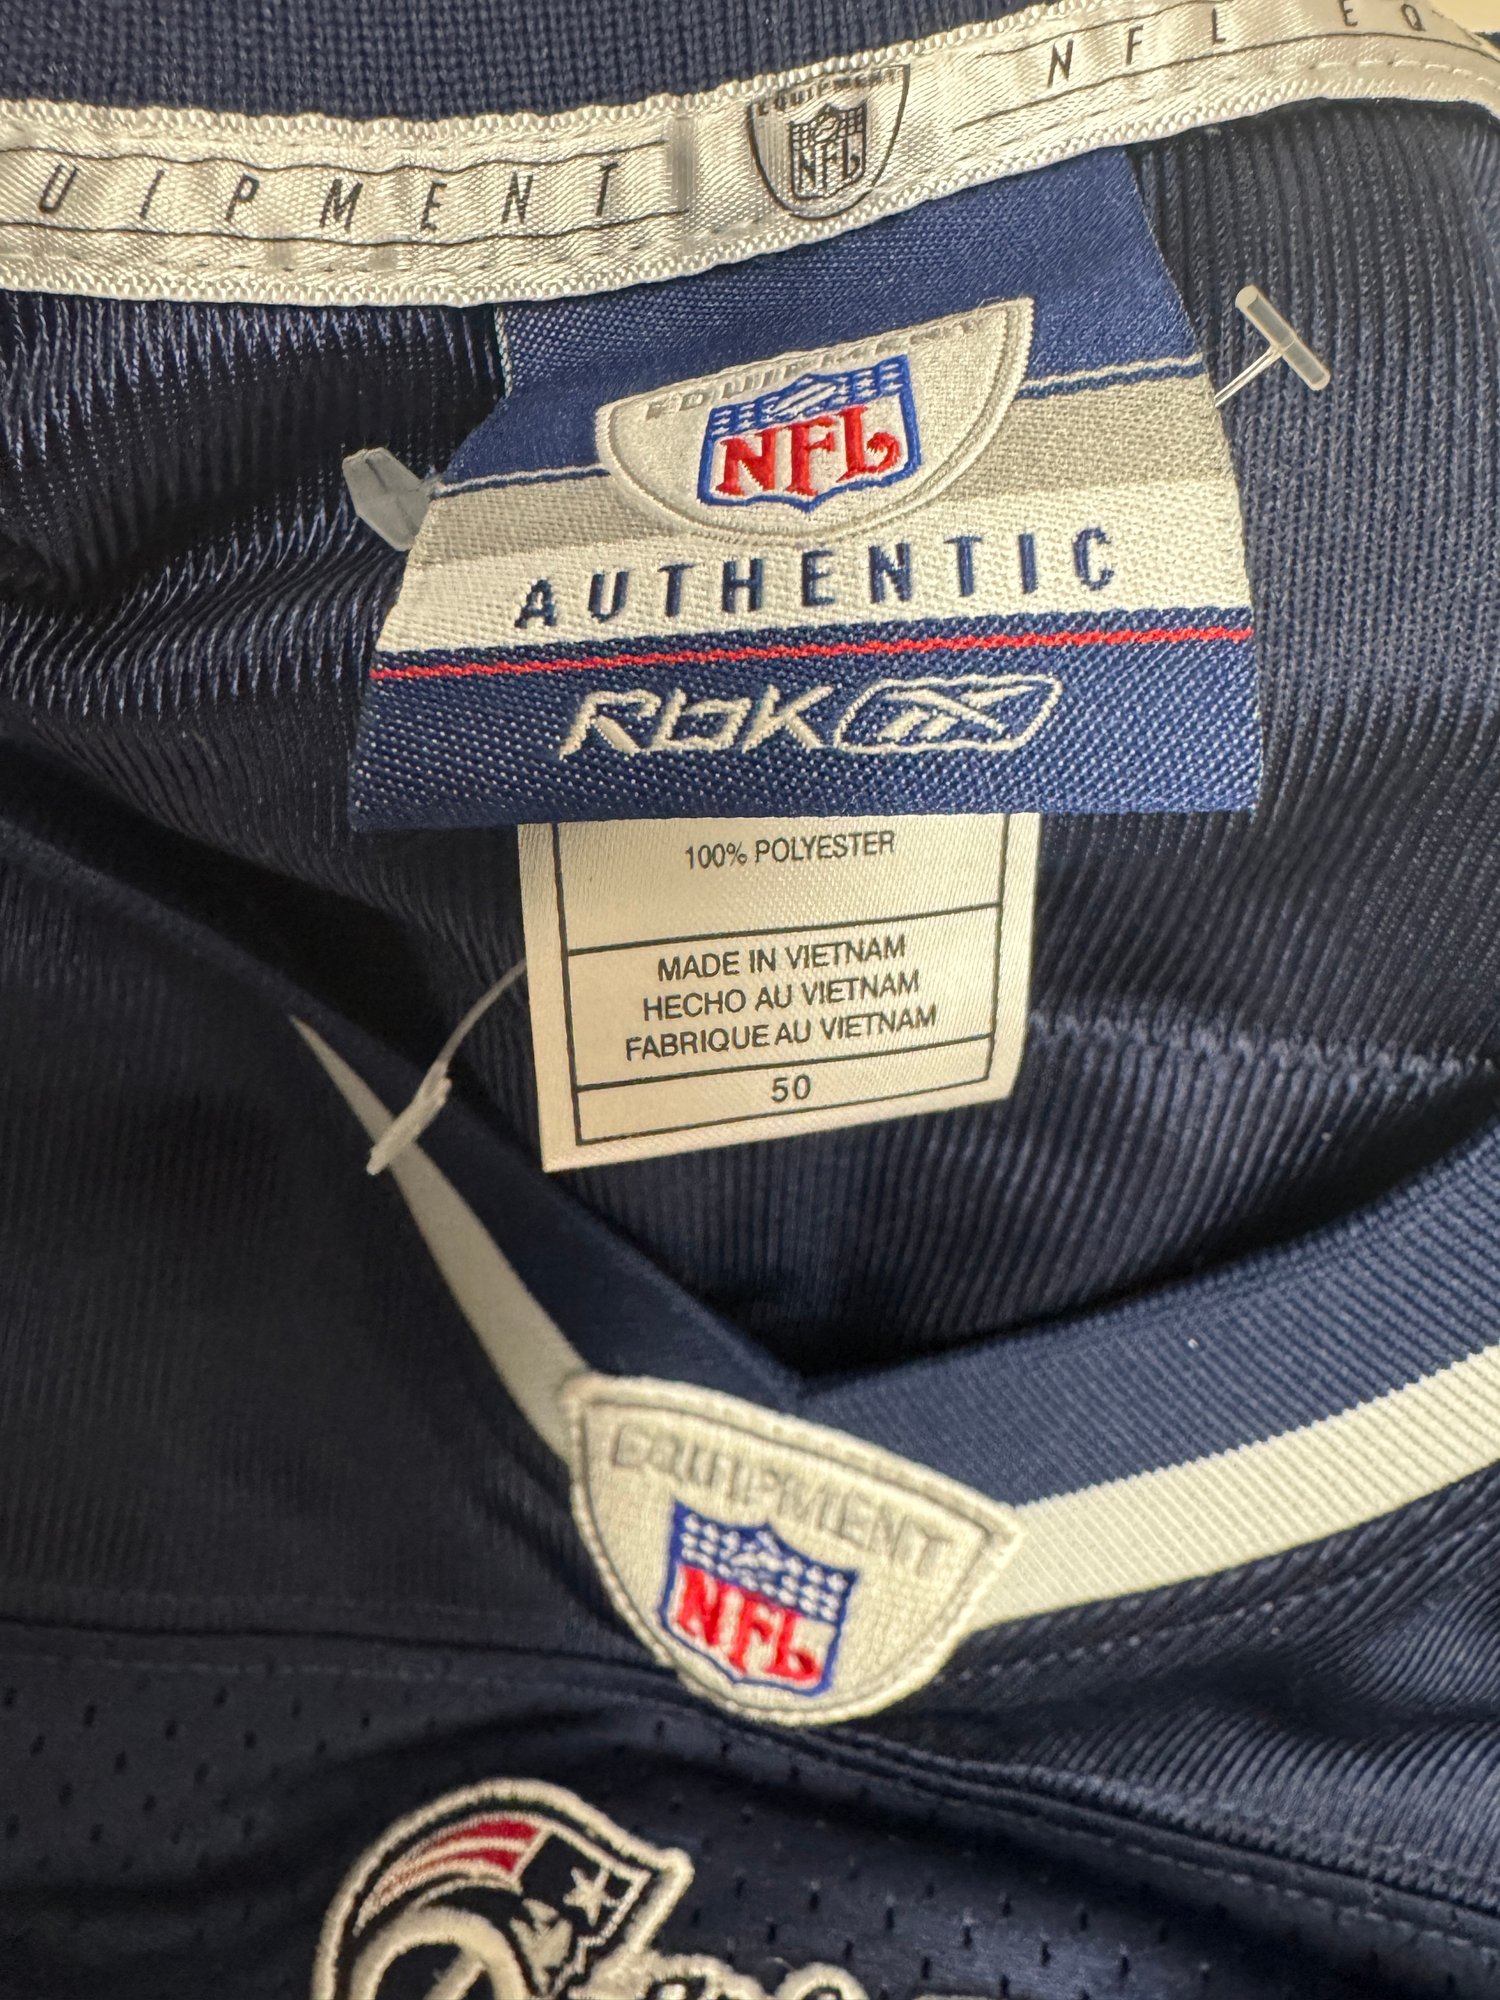 UIPMENT EQUIPMENT NFL NFL EQ
EQUIPMENT
NFL
AUTHENTIC
RBK
100% POLYESTER
MADE IN VIETNAM
HECHO AU VIETNAM
FABRIQUE AU VIETNAM
50
EQUIPMENT
NFL